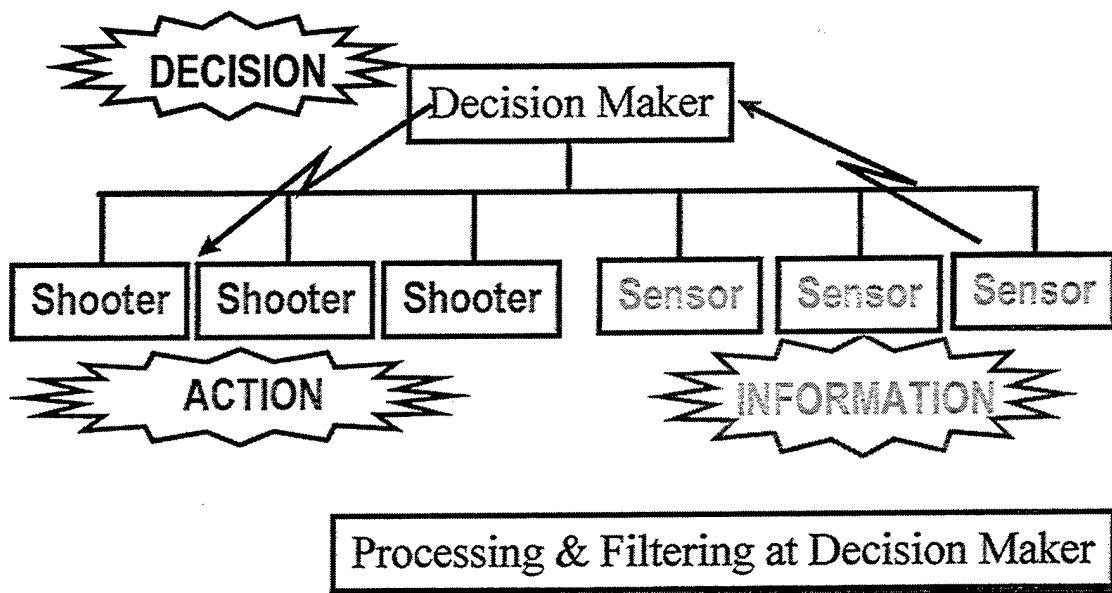 DECISION
Decision Maker
Shooter Shooter Shooter Sensor Sensor Sensor
ACTION INFORMATION
Processing & Filtering at Decision Maker